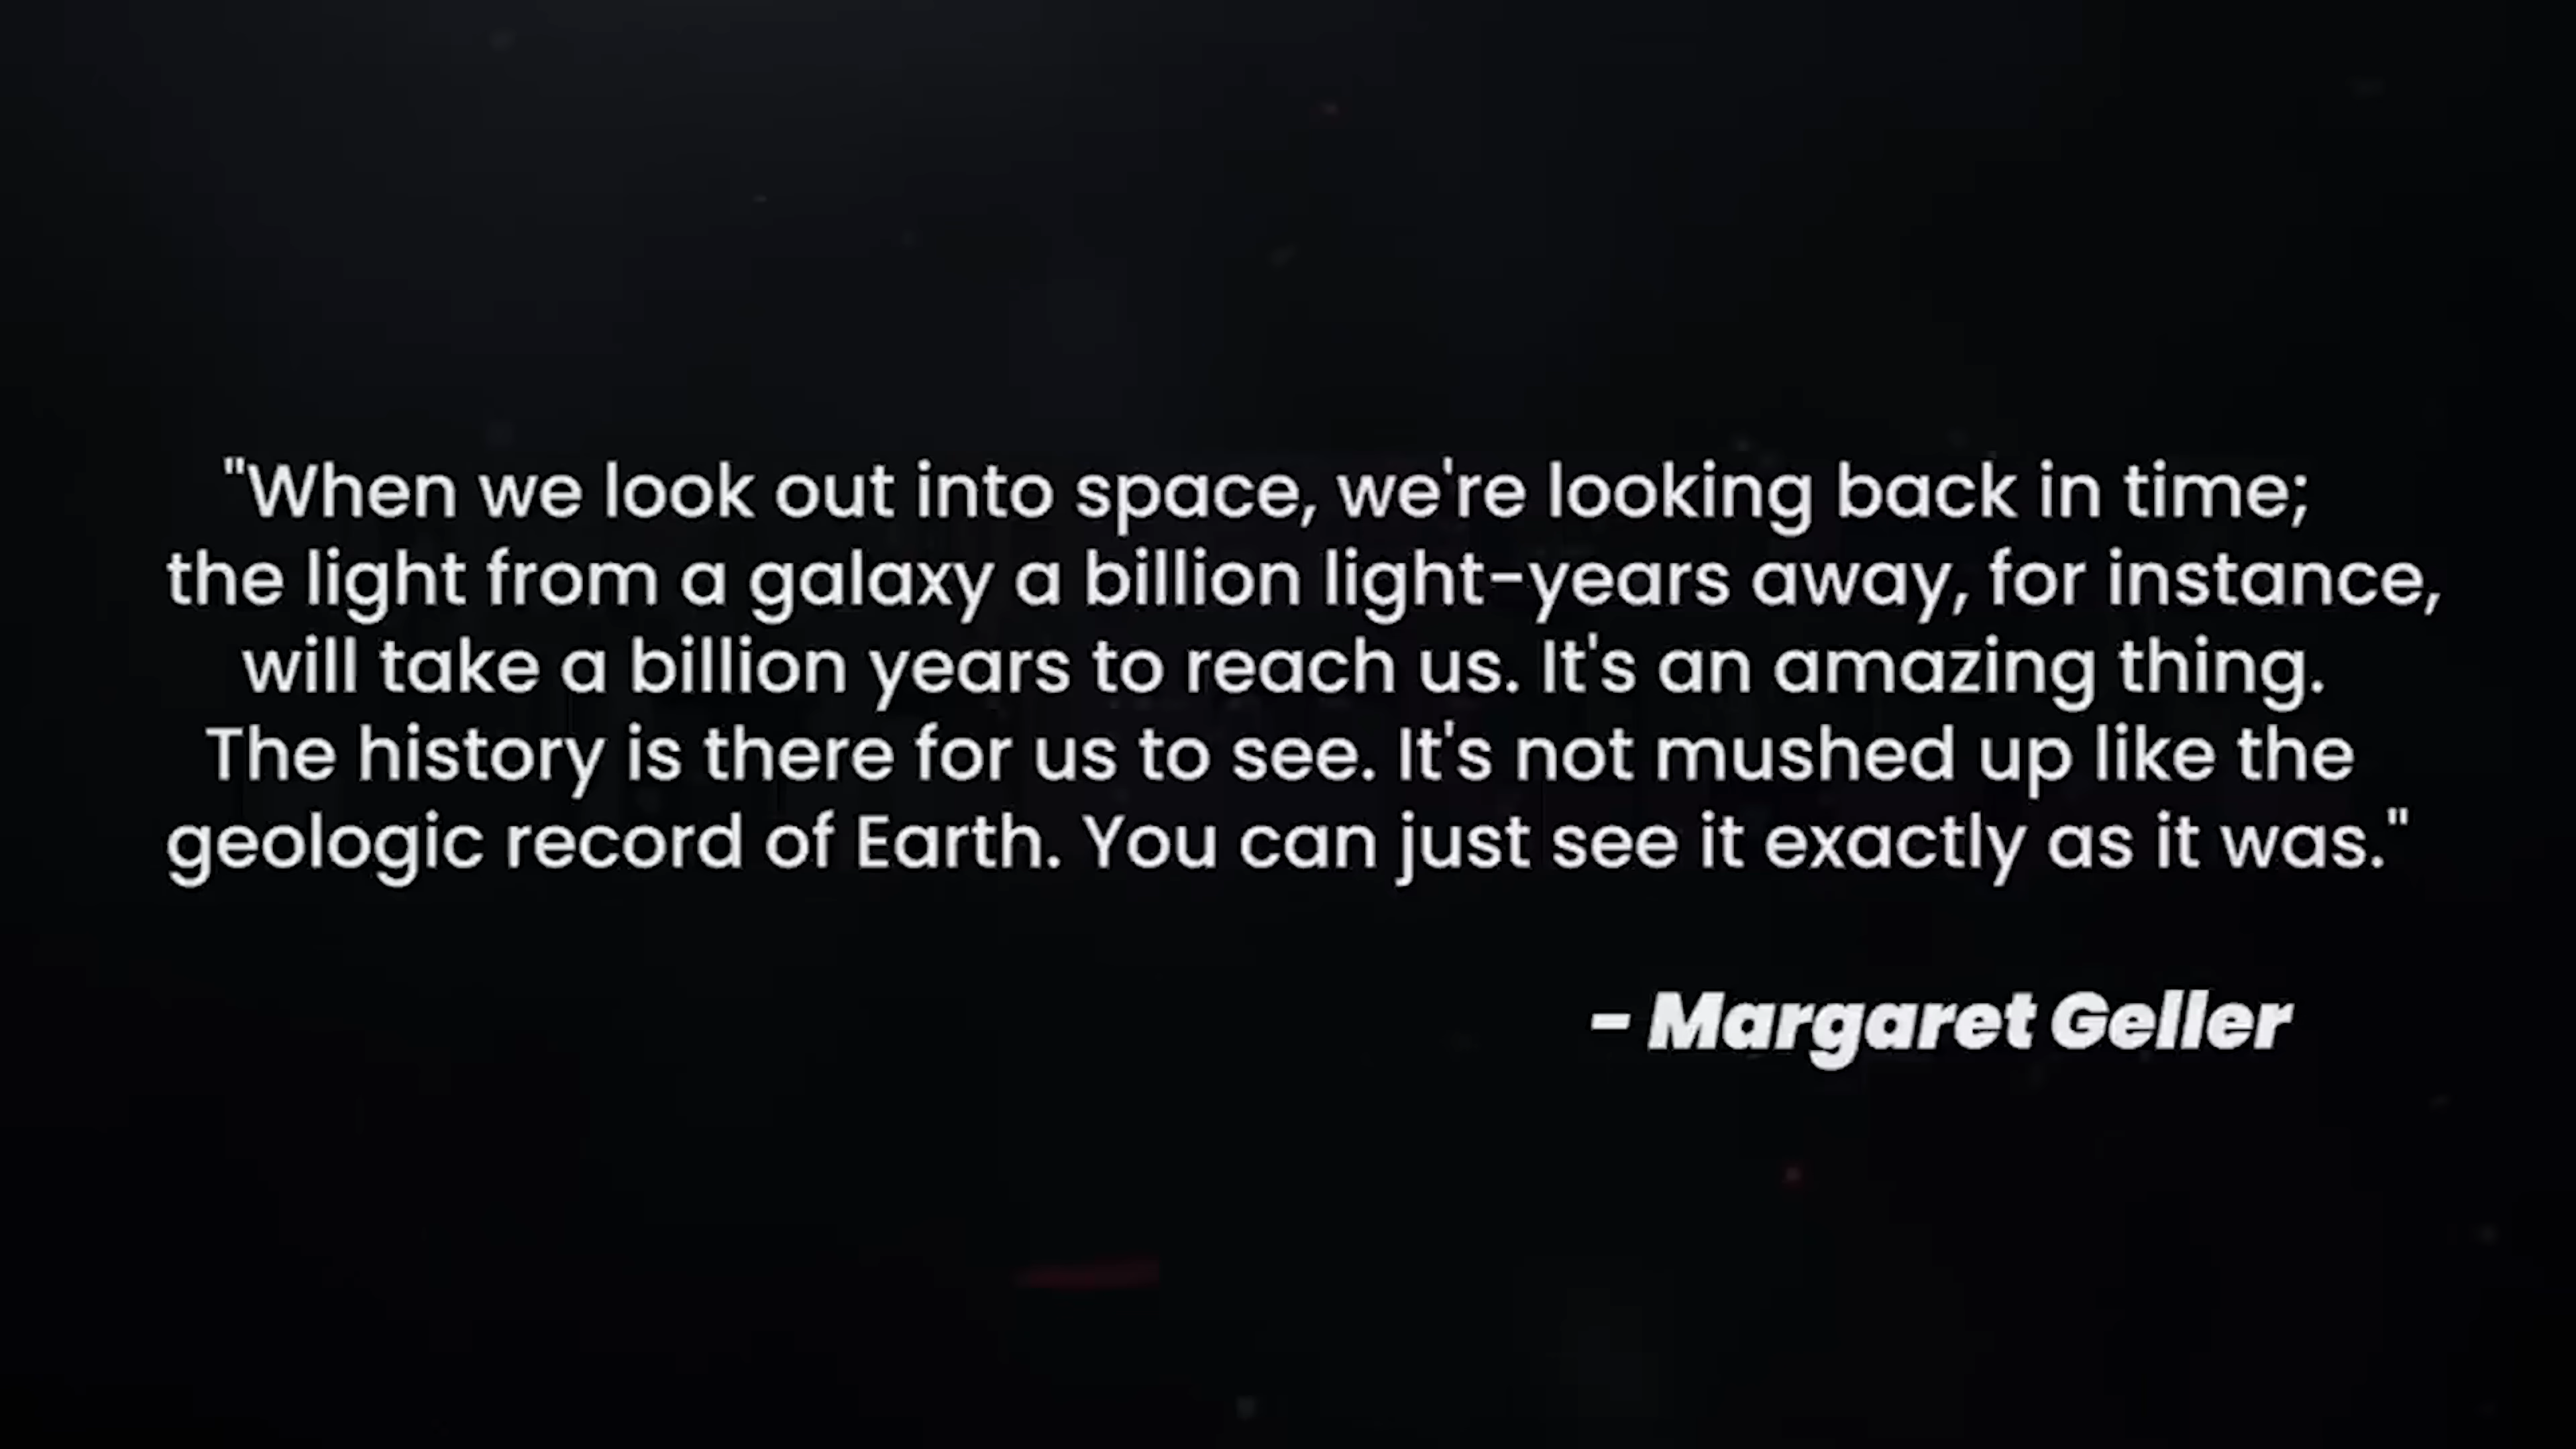 "When we look out into space, we're looking back in time;
the light from a galaxy a billion light-years away, for instance,
will take a billion years to reach us. It's an amazing thing.
The history is there for us to see. It's not mushed up like the
geologic record of Earth. You can just see it exactly as it was."
- Margaret Geller